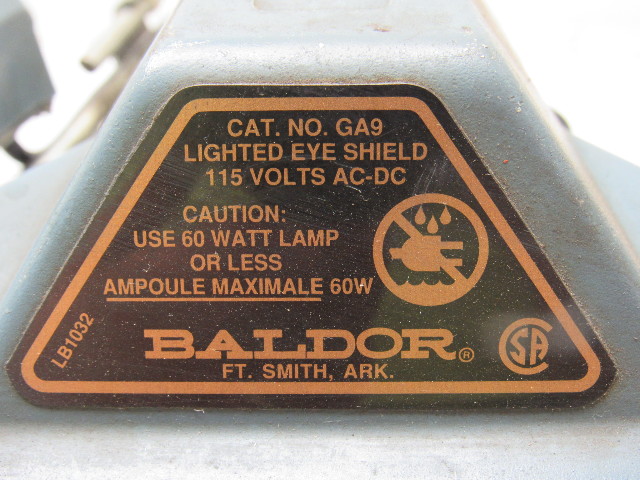 CAT. NO. GA9
LIGHTED EYE SHIELD
115 VOLTS AC-DC
CAUTION:
USE 60 WATT LAMP
OR LESS
AMPOULE MAXIMALE 60W
LB1032
BALDOR®
FT. SMITH, ARK.
CSA